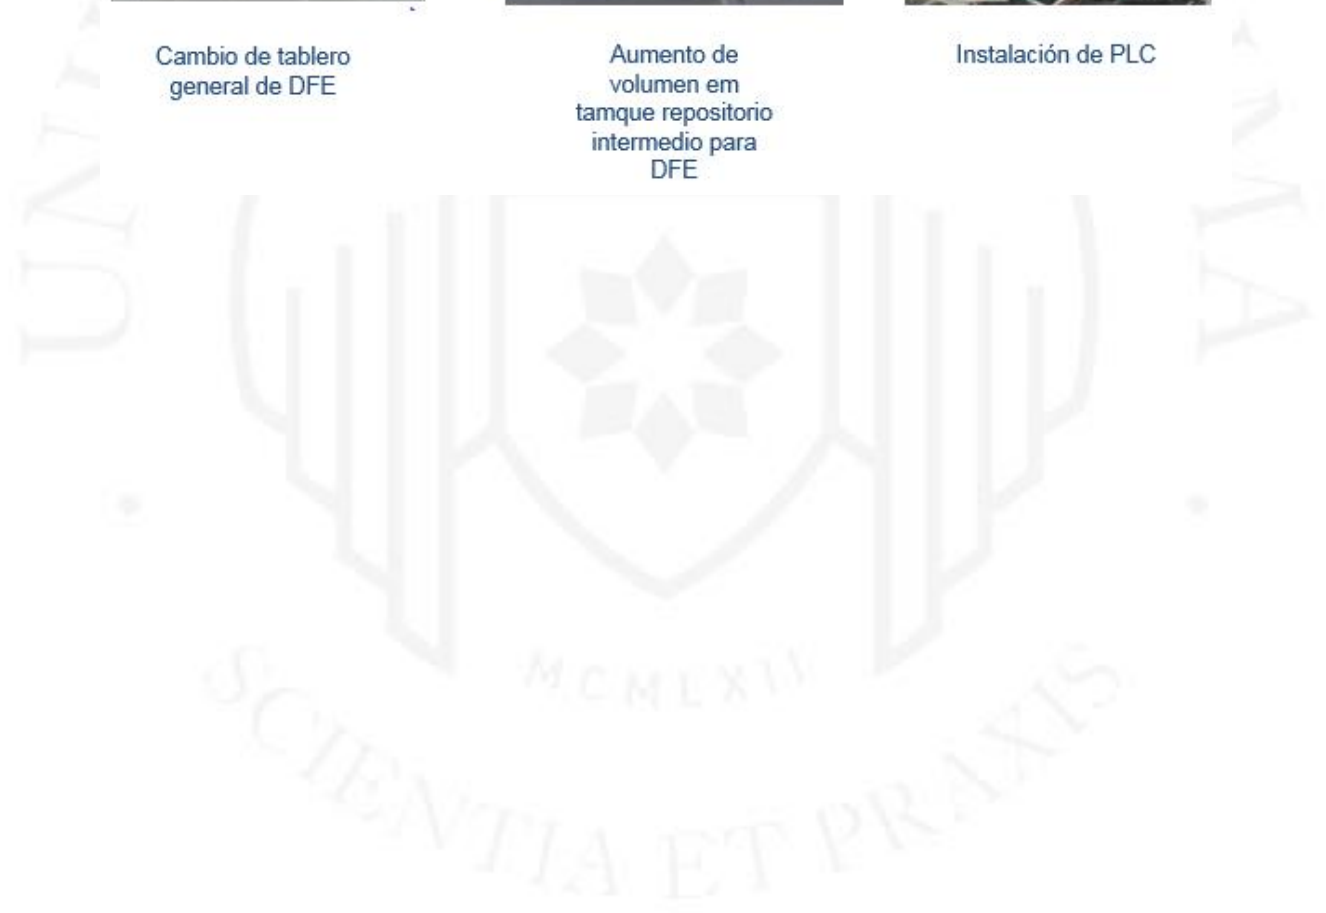 Cambio de tablero
general de DFE
Aumento de
volumen em
tamque repositorio
intermedio para
DFE
Instalación de PLC
MCMLXII
SCIENTIA ET PRAXIS